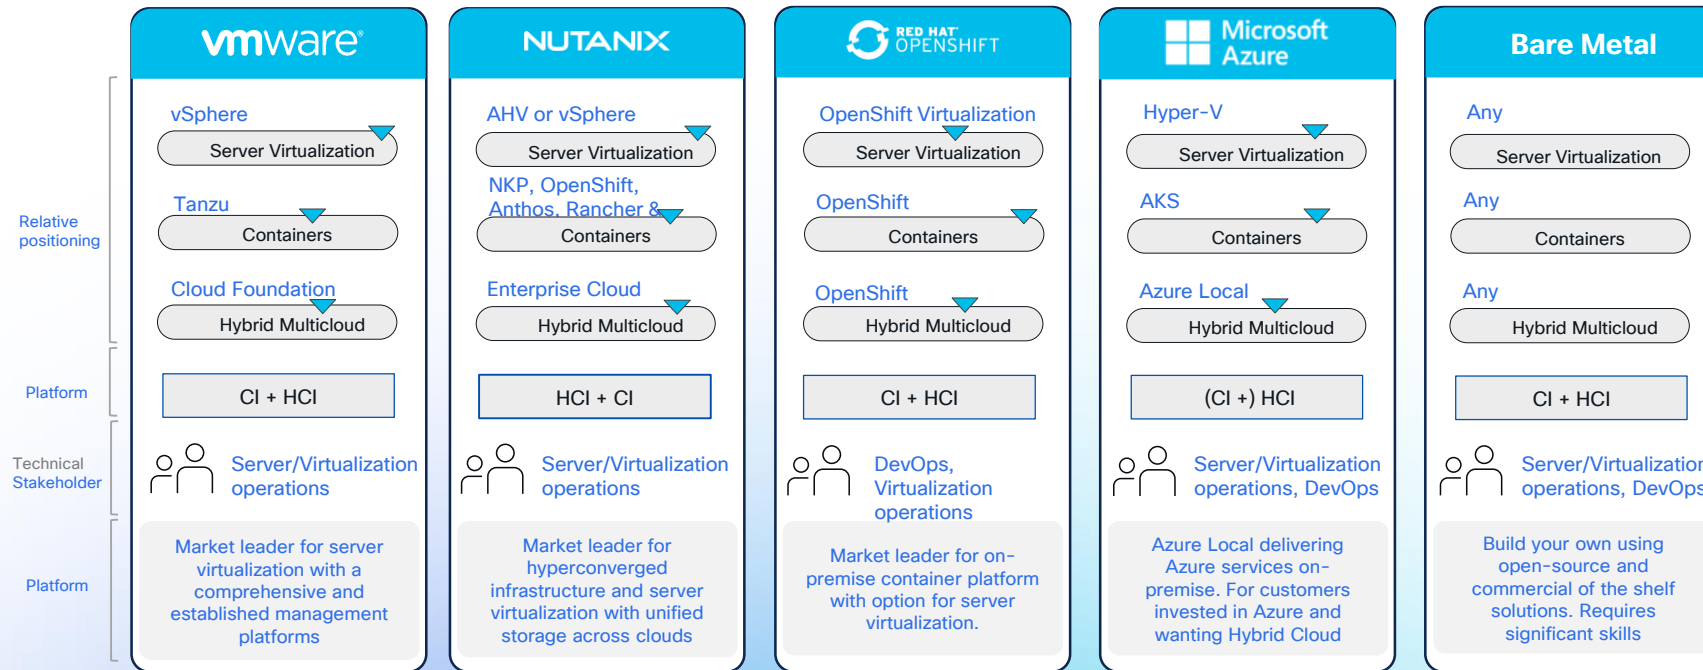 vmware®
NUTANIX
RED HAT®
OPENSHIFT
Microsoft
Azure
Bare Metal
Relative
positioning
vSphere
Server Virtualization
Tanzu
Containers
Cloud Foundation
Hybrid Multicloud
AHV or vSphere
Server Virtualization
NKP, OpenShift,
Anthos, Rancher &
Containers
Enterprise Cloud
Hybrid Multicloud
OpenShift Virtualization
Server Virtualization
OpenShift
Containers
OpenShift
Hybrid Multicloud
Hyper-V
Server Virtualization
AKS
Containers
Azure Local
Hybrid Multicloud
Any
Server Virtualization
Any
Containers
Any
Hybrid Multicloud
Platform
CI + HCI
HCI + CI
CI + HCI
(CI +) HCI
CI + HCI
Technical
Stakeholder
Server/Virtualization
operations
Server/Virtualization
operations
DevOps,
Virtualization
operations
Server/Virtualization
operations, DevOps
Server/Virtualization
operations, DevOps
Platform
Market leader for server
virtualization with a
comprehensive and
established management
platforms
Market leader for
hyperconverged
infrastructure and server
virtualization with unified
storage across clouds
Market leader for on-
premise container platform
with option for server
virtualization.
Azure Local delivering
Azure services on-
premise. For customers
invested in Azure and
wanting Hybrid Cloud
Build your own using
open-source and
commercial of the shelf
solutions. Requires
significant skills